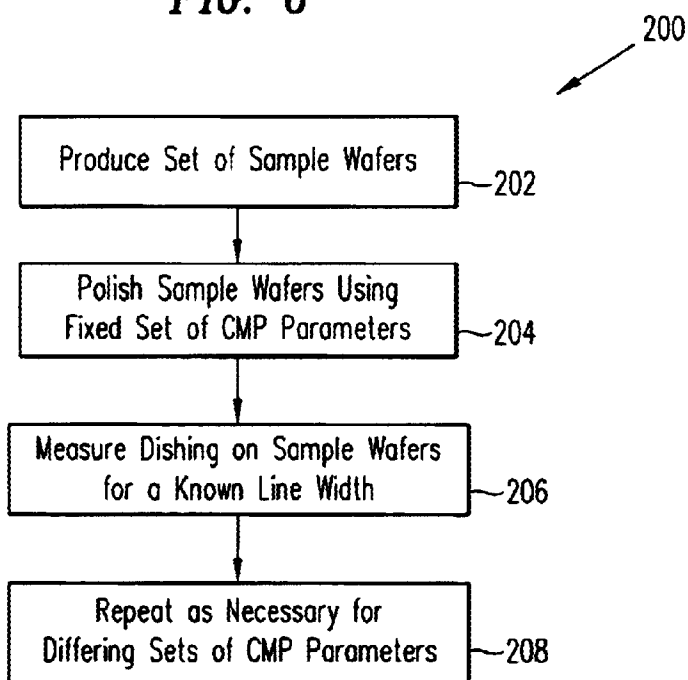 FIG. 6
200
Produce Set of Sample Wafers
202
Polish Sample Wafers Using
Fixed Set of CMP Parameters
204
Measure Dishing on Sample Wafers
for a Known Line Width
206
Repeat as Necessary for
Differing Sets of CMP Parameters
208